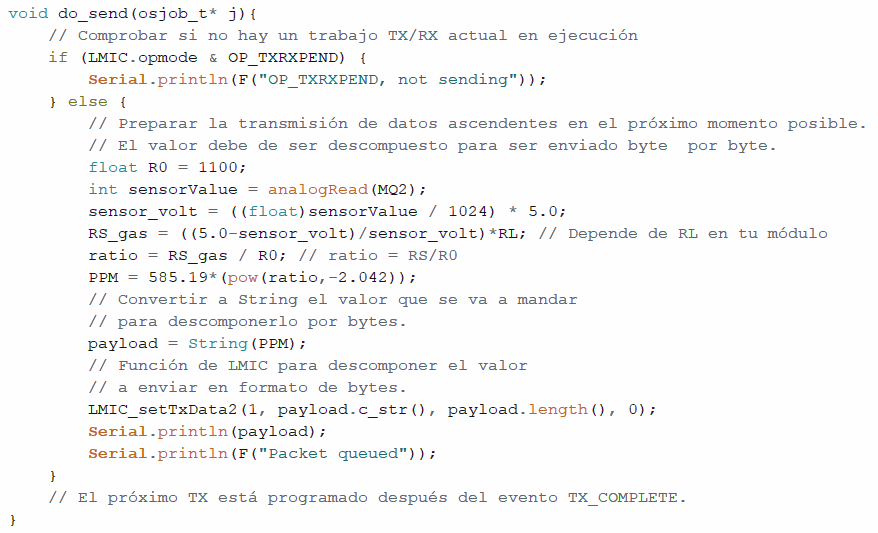 void do_send(osjob_t* j){
    // Comprobar si no hay un trabajo TX/RX actual en ejecución
    if (LMIC.opmode & OP_TXRXPEND) {
        Serial.println(F("OP_TXRXPEND, not sending"));
    } else {
        // Preparar la transmisión de datos ascendentes en el próximo momento posible.
        // El valor debe de ser descompuesto para ser enviado byte  por byte.
        float R0 = 1100;
        int sensorValue = analogRead(MQ2);
        sensor_volt = ((float)sensorValue / 1024) * 5.0;
        RS_gas = ((5.0-sensor_volt)/sensor_volt)*RL; // Depende de RL en tu módulo
        ratio = RS_gas / R0; // ratio = RS/R0
        PPM = 585.19*(pow(ratio,-2.042));
        // Convertir a String el valor que se va a mandar
        // para descomponerlo por bytes.
        payload = String(PPM);
        // Función de LMIC para descomponer el valor
        // a enviar en formato de bytes.
        LMIC_setTxData2(1, payload.c_str(), payload.length(), 0);
        Serial.println(payload);
        Serial.println(F("Packet queued"));
    }
    // El próximo TX está programado después del evento TX_COMPLETE.
}